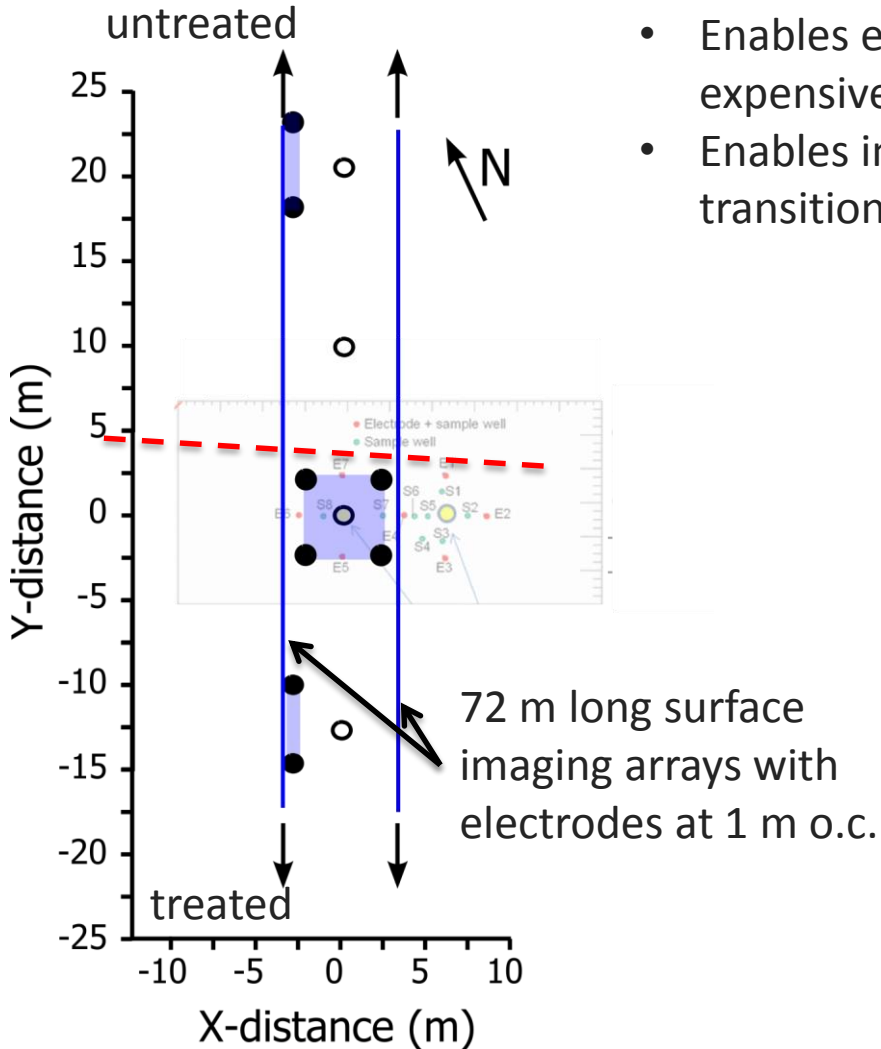 untreated
• Enables e
expensive
• Enables in
transition
N
25
20
15
10
5
0
-5
-10
-15
-20
-25
Y-distance (m)
Electrode + sample well
Sample well
E7
S1
S6
S8
S7
S5
S2
E2
E4
S3
S4
E5
E3
72 m long surface
imaging arrays with
electrodes at 1 m o.c.
treated
-10 -5 0 5 10
X-distance (m)